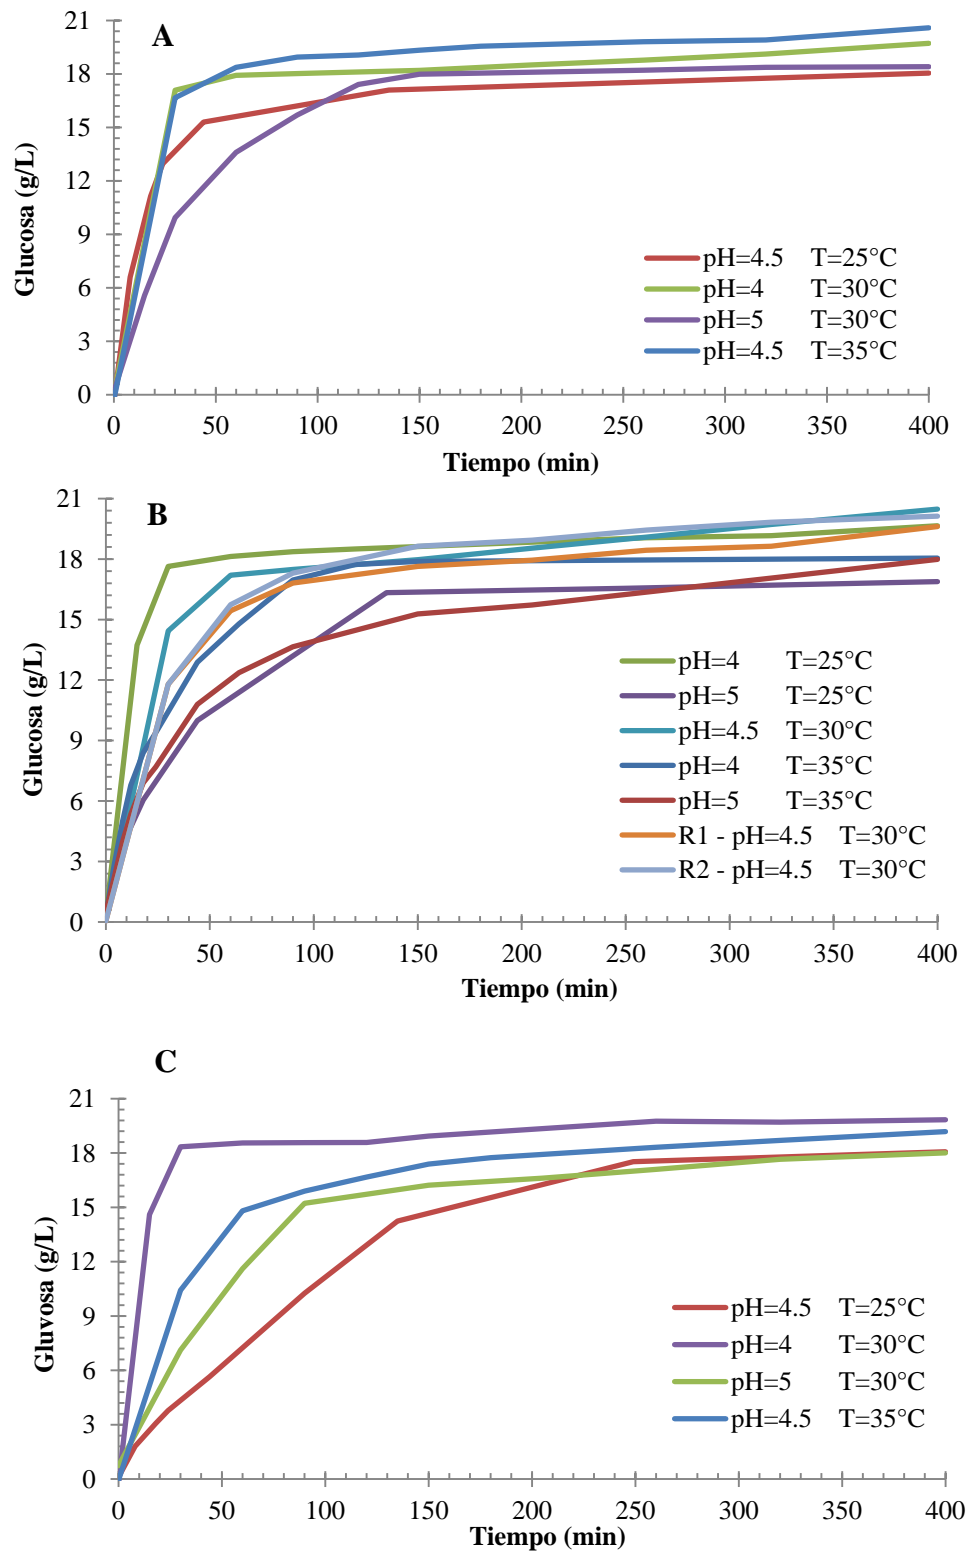 A
21
18
15
12
9
6
3
0
Glucosa (g/L)
pH=4.5 T=25°C
pH=4 T=30°C
pH=5 T=30°C
pH=4.5 T=35°C
0 50 100 150 200 250 300 350 400
Tiempo (min)
B
21
18
15
12
9
6
3
0
Glucosa (g/L)
pH=4 T=25°C
pH=5 T=25°C
pH=4.5 T=30°C
pH=4 T=35°C
pH=5 T=35°C
R1 - pH=4.5 T=30°C
R2 - pH=4.5 T=30°C
0 50 100 150 200 250 300 350 400
Tiempo (min)
C
21
18
15
12
9
6
3
0
Gluvosa (g/L)
pH=4.5 T=25°C
pH=4 T=30°C
pH=5 T=30°C
pH=4.5 T=35°C
0 50 100 150 200 250 300 350 400
Tiempo (min)